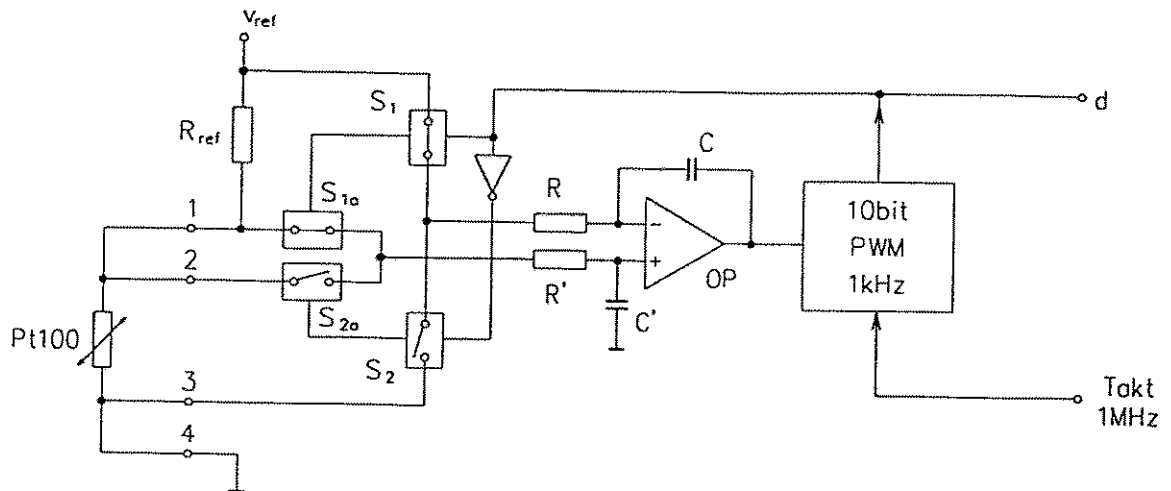 v_ref
S_1
d
R_ref
C
S_1a
R
1
10bit
PWM
1kHz
2
OP
R'
S_2a
C'
Pt100
S_2
3
Takt
1MHz
4